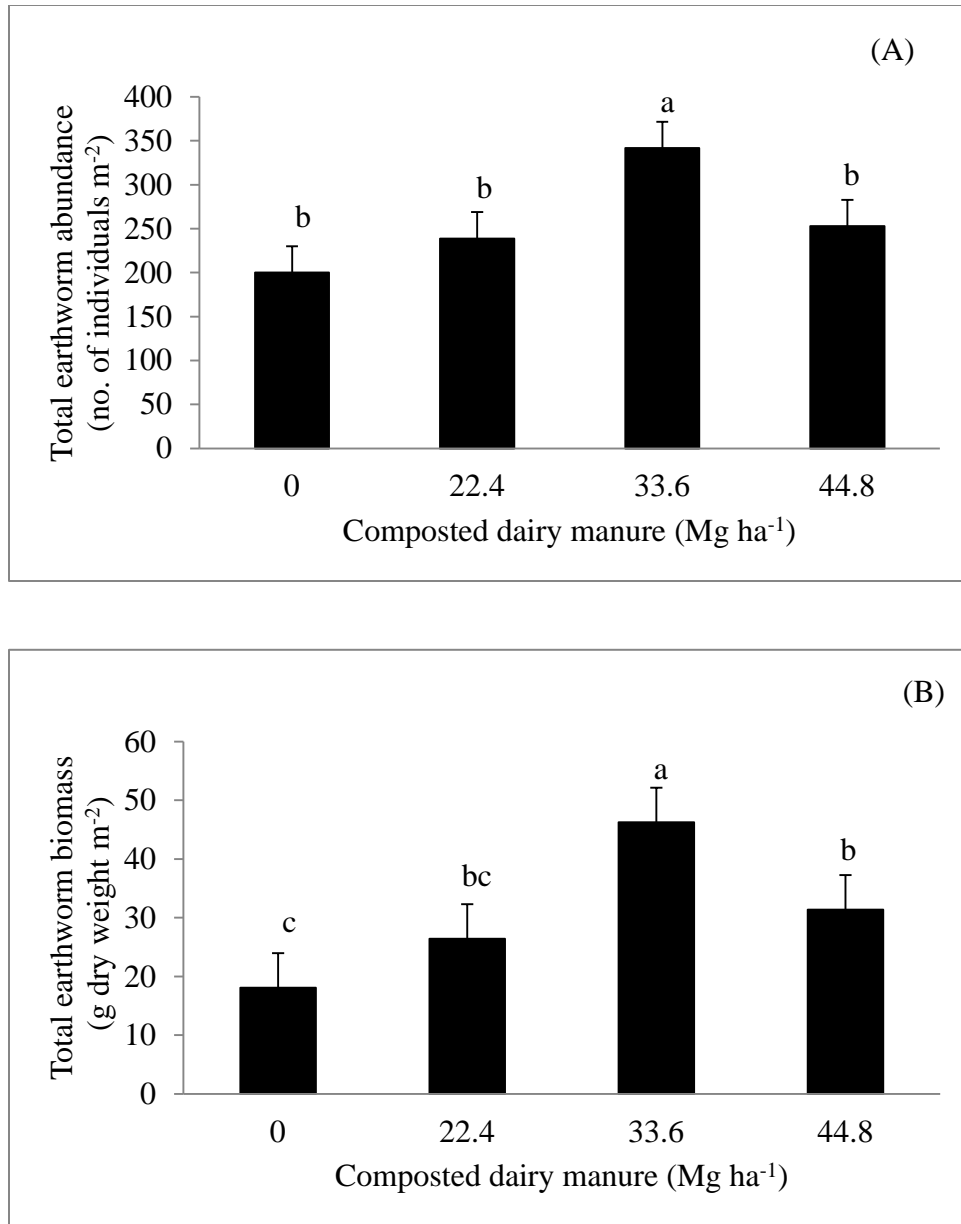 (A)
Total earthworm abundance
(no. of individuals m-2)
400
350
300
250
200
150
100
50
0
b
b
a
b
0 22.4 33.6 44.8
Composted dairy manure (Mg ha-1)
(B)
Total earthworm biomass
(g dry weight m-2)
60
50
40
30
20
10
0
c
bc
a
b
0 22.4 33.6 44.8
Composted dairy manure (Mg ha-1)